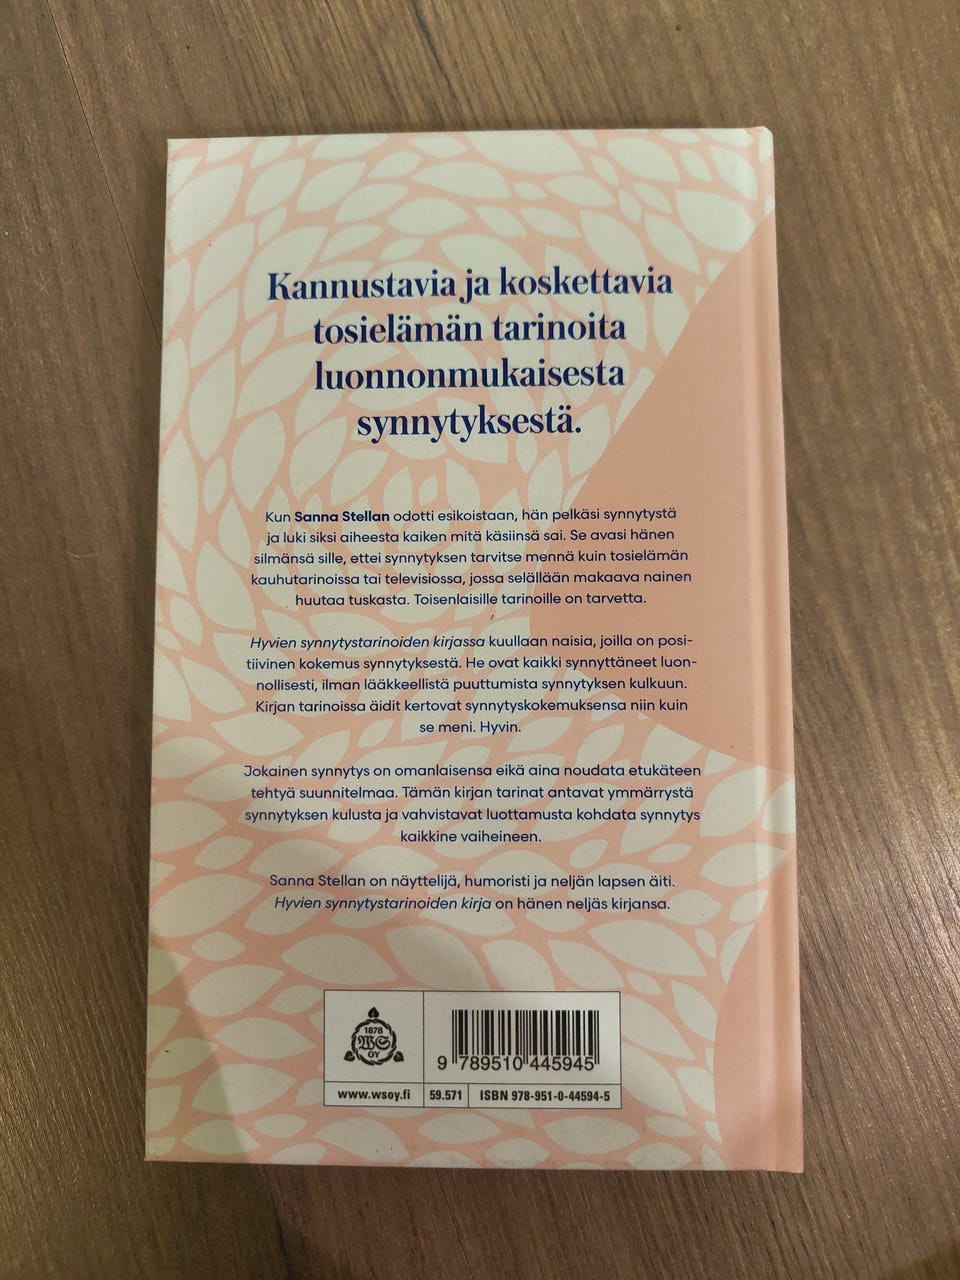 Kannustavia ja koskettavia
tosielämän tarinoita
luonnonmukaisesta
synnytyksestä.
Kun Sanna Stellan odotti esikoistaan, hän pelkäsi synnytystä
ja luki siksi aiheesta kaiken mitä käsiinsä sai. Se avasi hänen
silmänsä sille, ettei synnytyksen tarvitse mennä kuin tosielämän
kauhutarinoissa tai televisiossa, jossa selällään makaava nainen
huutaa tuskasta. Toisenlaisille tarinoille on tarvetta.
Hyvien synnytystarinoiden kirjassa kuullaan naisia, joilla on posi-
tiivinen kokemus synnytyksestä. He ovat kaikki synnyttäneet luon-
nollisesti, ilman lääkkeellistä puuttumista synnytyksen kulkuun.
Kirjan tarinoissa äidit kertovat synnytyskokemuksensa niin kuin
se meni. Hyvin.
Jokainen synnytys on omanlaisensa eikä aina noudata etukäteen
tehtyä suunnitelmaa. Tämän kirjan tarinat antavat ymmärrystä
synnytyksen kulusta ja vahvistavat luottamusta kohdata synnytys
kaikkine vaiheineen.
Sanna Stellan on näyttelijä, humoristi ja neljän lapsen äiti.
Hyvien synnytystarinoiden kirja on hänen neljäs kirjansa.
1878
WS
OY
9 789510 445945
www.wsoy.fi 59.571 ISBN 978-951-0-44594-5